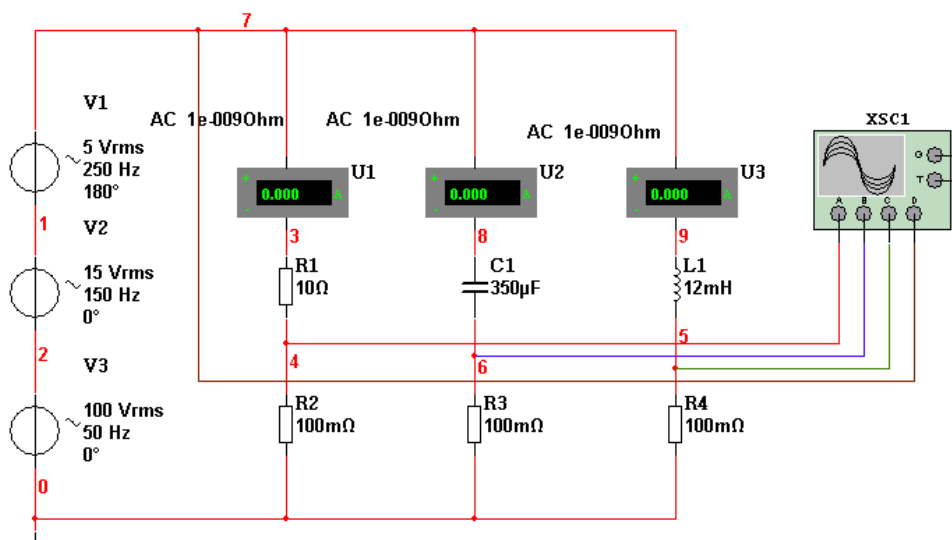 7
V1
5 Vrms
250 Hz
180°
1
V2
15 Vrms
150 Hz
0°
2
V3
100 Vrms
50 Hz
0°
0
AC 1e-009Ohm
U1
+
0.000
A
-
3
R1
10Ω
4
R2
100mΩ
AC 1e-009Ohm
U2
+
0.000
A
-
8
C1
350µF
6
R3
100mΩ
AC 1e-009Ohm
U3
+
0.000
A
-
9
L1
12mH
5
R4
100mΩ
XSC1
G
T
A B C D